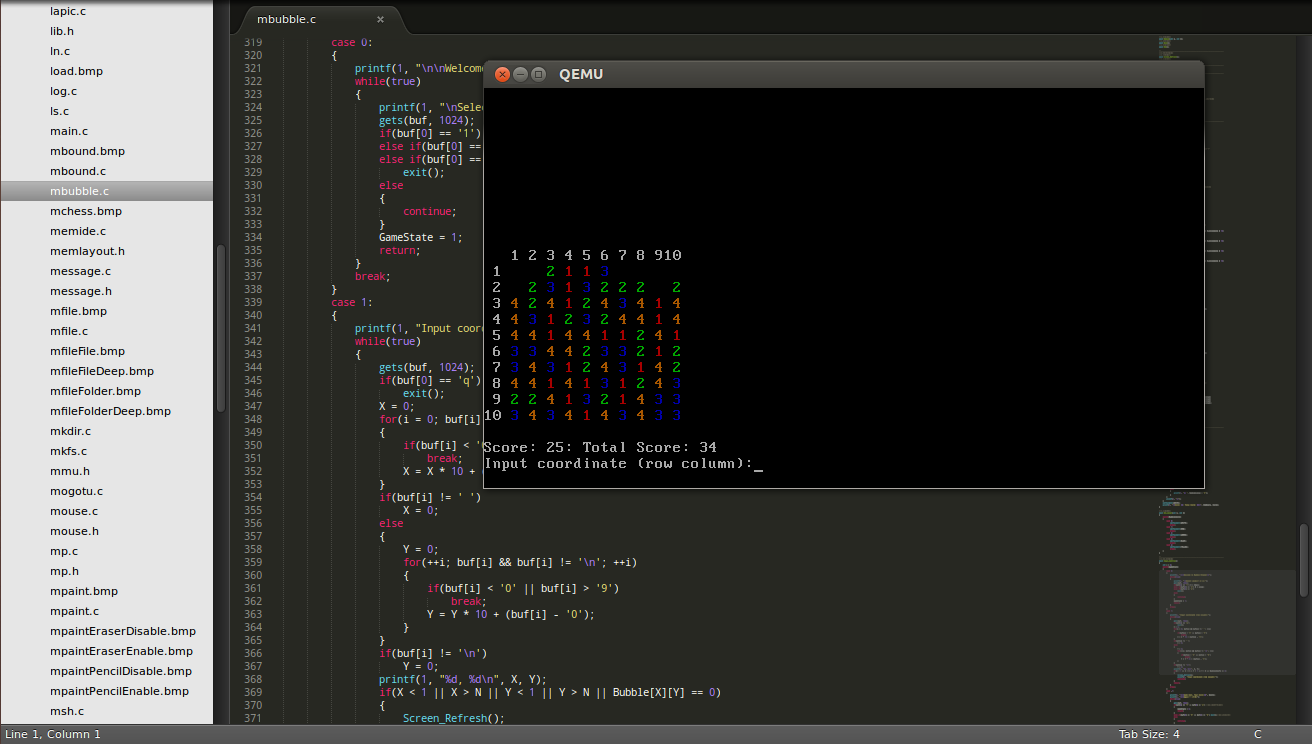 lapic.c
lib.h
ln.c
load.bmp
log.c
ls.c
main.c
mbound.bmp
mbound.c
mbubble.c
mchess.bmp
memide.c
memlayout.h
message.c
message.h
mfile.bmp
mfile.c
mfileFile.bmp
mfileFileDeep.bmp
mfileFolder.bmp
mfileFolderDeep.bmp
mkdir.c
mkfs.c
mmu.h
mogotu.c
mouse.c
mouse.h
mp.c
mp.h
mpaint.bmp
mpaint.c
mpaintEraserDisable.bmp
mpaintEraserEnable.bmp
mpaintPencilDisable.bmp
mpaintPencilEnable.bmp
msh.c
mbubble.c ×
319 case 0:
320 {
321 printf(1, "\n\nWelcom
322 while(true)
323 {
324 printf(1, "\nSele
325 gets(buf, 1024);
326 if(buf[0] == '1')
327 else if(buf[0] ==
328 else if(buf[0] ==
329 exit();
330 else
331 {
332 continue;
333 }
334 GameState = 1;
335 return;
336 }
337 break;
338 }
339 case 1:
340 {
341 printf(1, "Input coor
342 while(true)
343 {
344 gets(buf, 1024);
345 if(buf[0] == 'q')
346 exit();
347 X = 0;
348 for(i = 0; buf[i]
349 {
350 if(buf[i] < '
351 break;
352 X = X * 10 +
353 }
354 if(buf[i] != ' ')
355 X = 0;
356 else
357 {
358 Y = 0;
359 for(++i; buf[i] && buf[i] != '\n'; ++i)
360 {
361 if(buf[i] < '0' || buf[i] > '9')
362 break;
363 Y = Y * 10 + (buf[i] - '0');
364 }
365 }
366 if(buf[i] != '\n')
367 Y = 0;
368 printf(1, "%d, %d\n", X, Y);
369 if(X < 1 || X > N || Y < 1 || Y > N || Bubble[X][Y] == 0)
370 {
371 Screen_Refresh();
QEMU
1 2 3 4 5 6 7 8 910
1 2 1 1 3
2 2 3 1 3 2 2 2 2
3 4 2 4 1 2 4 3 4 1 4
4 4 3 1 2 3 2 4 4 1 4
5 4 4 1 4 4 1 1 2 4 1
6 3 3 4 4 2 3 3 2 1 2
7 3 4 3 1 2 4 3 1 4 2
8 4 4 1 4 1 3 1 2 4 3
9 2 2 4 1 3 2 1 4 3 3
10 3 4 3 4 1 4 3 4 3 3
Score: 25: Total Score: 34
Input coordinate (row column):_
Line 1, Column 1
Tab Size: 4
C